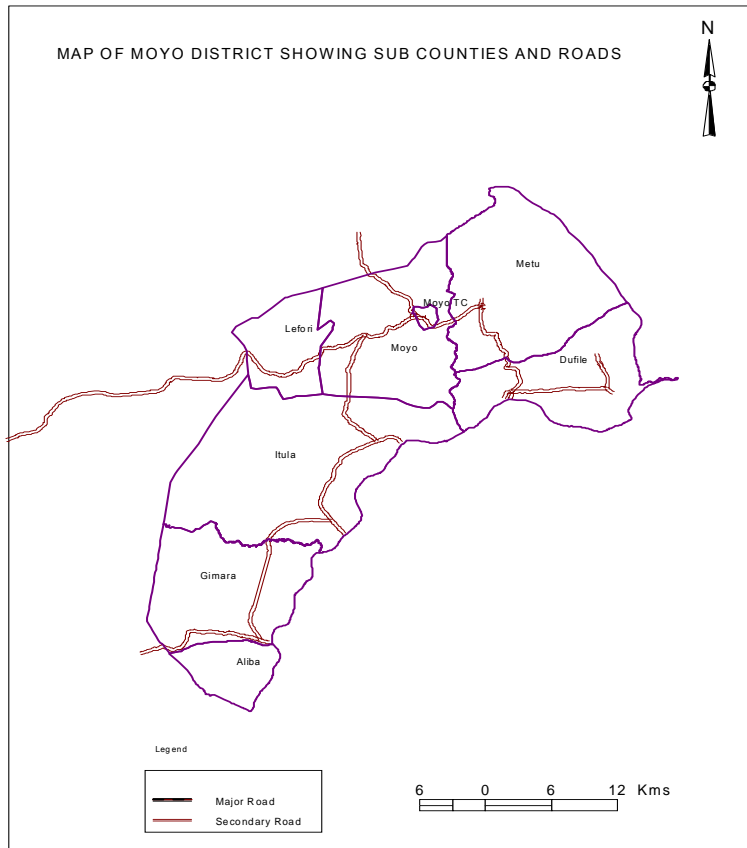 N
MAP OF MOYO DISTRICT SHOWING SUB COUNTIES AND ROADS
Metu
Moyo TC
Lefori
Moyo
Dufile
Itula
Gimara
Aliba
Legend
Major Road
Secondary Road
6 0 6 12 Kms